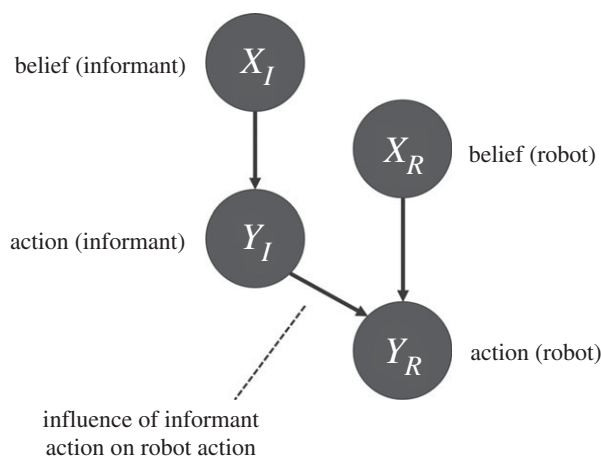 belief (informant)
X_I
X_R
belief (robot)
action (informant)
Y_I
Y_R
action (robot)
influence of informant
action on robot action